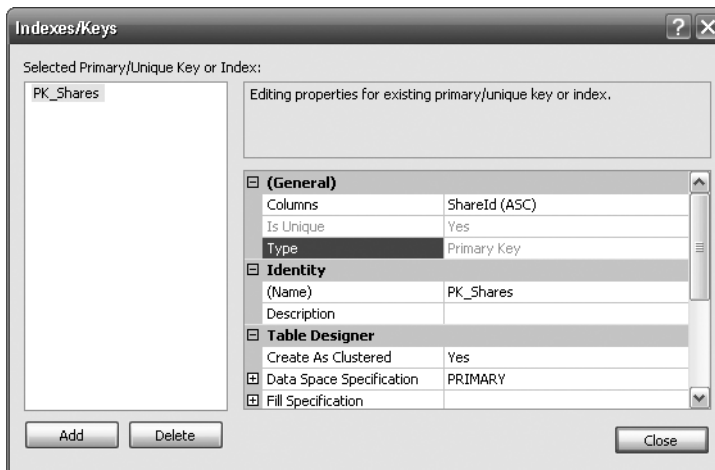 Indexes/Keys
Selected Primary/Unique Key or Index:
PK_Shares
Editing properties for existing primary/unique key or index.
(General)
Columns ShareId (ASC)
Is Unique Yes
Type Primary Key
Identity
(Name) PK_Shares
Description
Table Designer
Create As Clustered Yes
Data Space Specification PRIMARY
Fill Specification
Add Delete Close